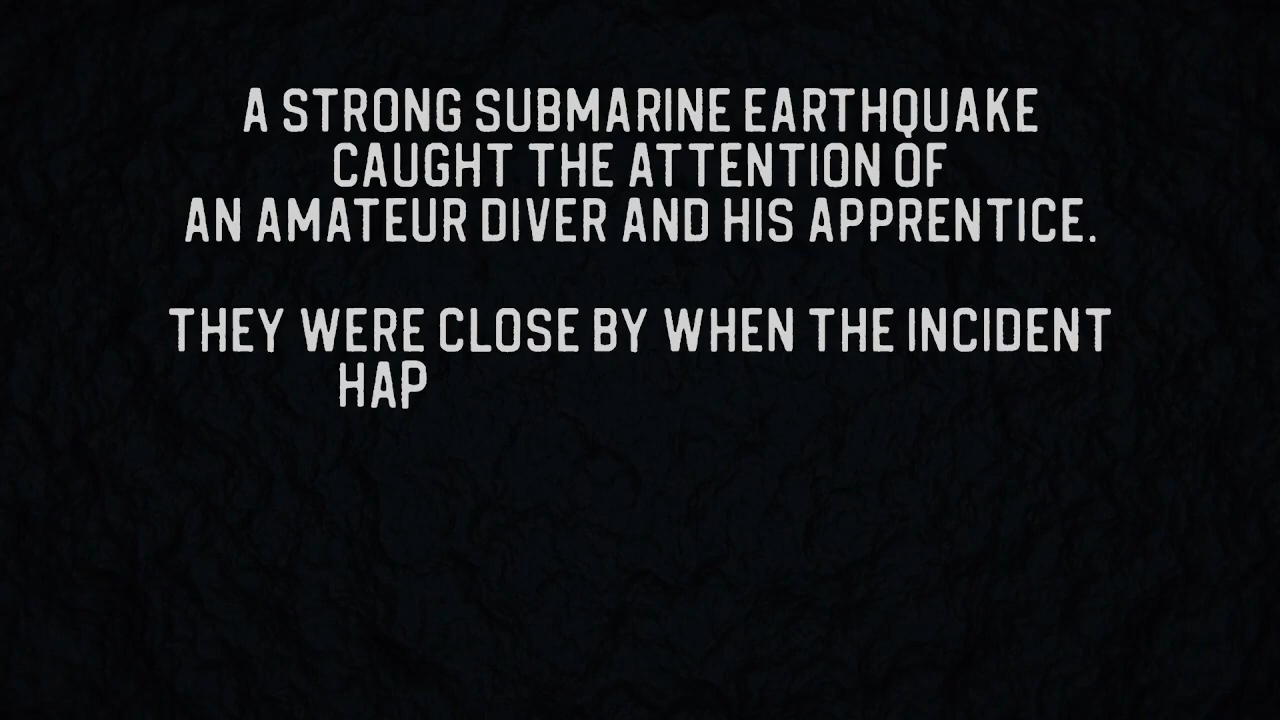 A STRONG SUBMARINE EARTHQUAKE
CAUGHT THE ATTENTION OF
AN AMATEUR DIVER AND HIS APPRENTICE.
THEY WERE CLOSE BY WHEN THE INCIDENT
HAP